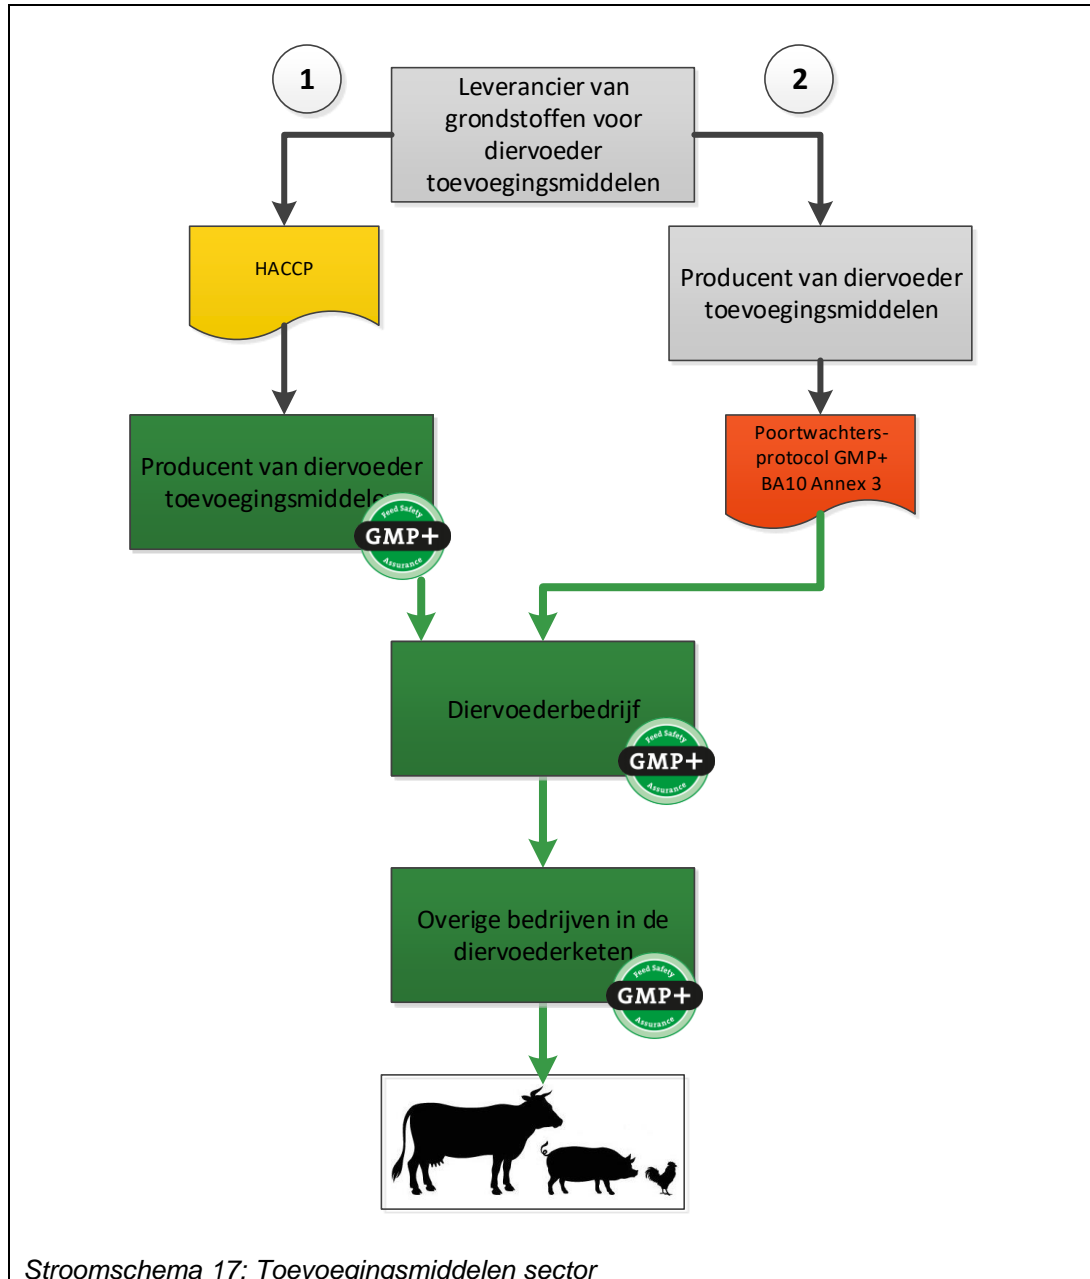 1
2
Leverancier van
grondstoffen voor
diervoeder
toevoegingsmiddelen
HACCP
Producent van diervoeder
toevoegingsmiddelen
Producent van diervoeder
toevoegingsmiddelen
Feed Safety
GMP+
Assurance
Poortwachters-
protocol GMP+
BA10 Annex 3
Diervoederbedrijf
Feed Safety
GMP+
Assurance
Overige bedrijven in de
diervoederketen
Feed Safety
GMP+
Assurance
Stroomschema 17: Toevoegingsmiddelen sector